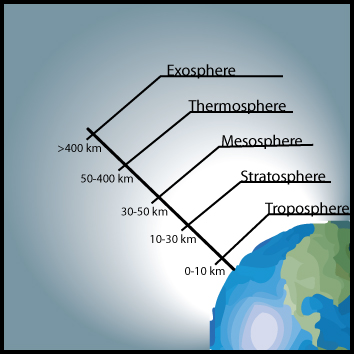 Exosphere
>400 km
Thermosphere
50-400 km
Mesosphere
30-50 km
Stratosphere
10-30 km
Troposphere
0-10 km